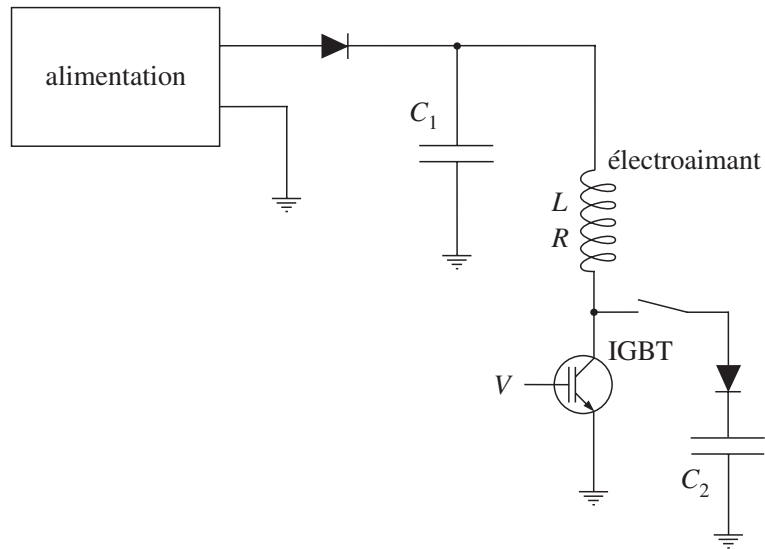 alimentation
C₁
électroaimant
L
R
IGBT
V
C₂